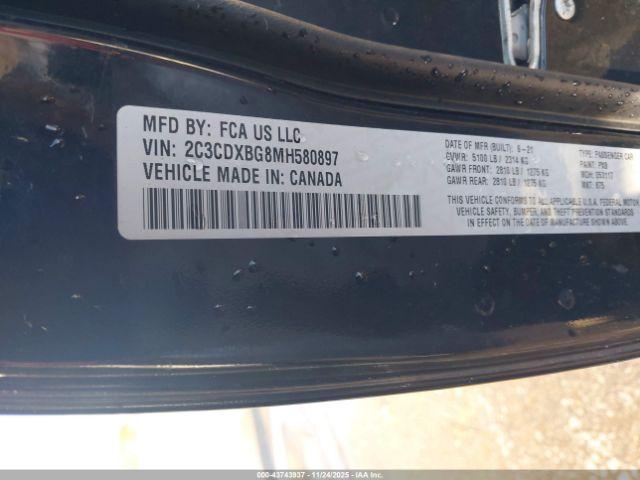 MFD BY: FCA US LLC
VIN: 2C3CDXBG8MH580897
VEHICLE MADE IN: CANADA
DATE OF MFR (BUILT): 6-21
GVWR: 5100 LB / 2314 KG
GAWR FRONT: 2810 LB / 1275 KG
GAWR REAR: 2810 LB / 1275 KG
TYPE: PASSENGER CAR
PAINT: PX8
MDH: 053117
THIS VEHICLE CONFORMS TO ALL APPLICABLE U.S.A. FEDERAL MOTOR
VEHICLE SAFETY, BUMPER, AND THEFT PREVENTION STANDARDS
IN EFFECT ON THE DATE OF MANUFACTURE SHOWN ABOVE.
000-43743937 - 11/24/2025 - IAA Inc.